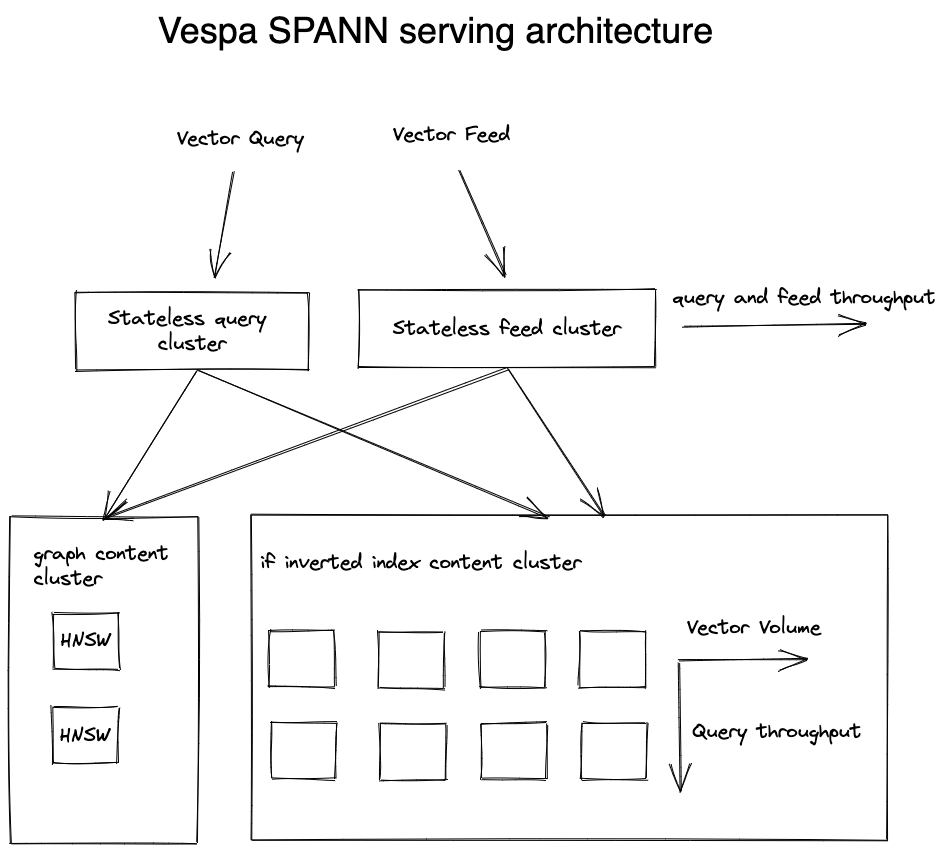 Vespa SPANN serving architecture
Vector Query
Vector Feed
Stateless query
cluster
Stateless feed cluster
query and feed throughput
graph content
cluster
HNSW
HNSW
if inverted index content cluster
Vector Volume
Query throughput